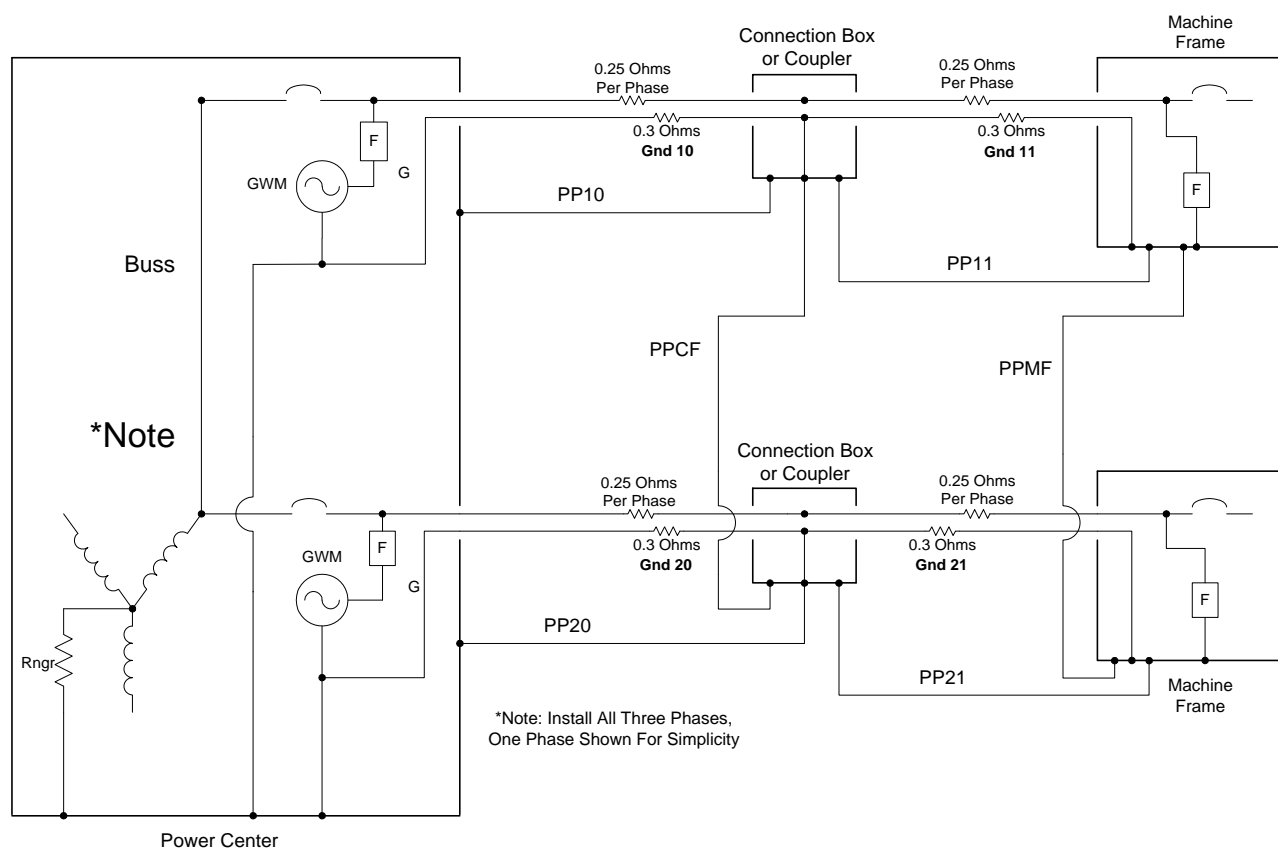 Machine
Frame
Connection Box
or Coupler
0.25 Ohms
Per Phase
0.25 Ohms
Per Phase
F
0.3 Ohms
Gnd 10
0.3 Ohms
Gnd 11
GWM
G
F
PP10
Buss
PP11
PPCF
PPMF
*Note
Connection Box
or Coupler
0.25 Ohms
Per Phase
0.25 Ohms
Per Phase
F
GWM
0.3 Ohms
Gnd 20
0.3 Ohms
Gnd 21
G
F
PP20
Rngr
PP21
Machine
Frame
*Note: Install All Three Phases,
One Phase Shown For Simplicity
Power Center